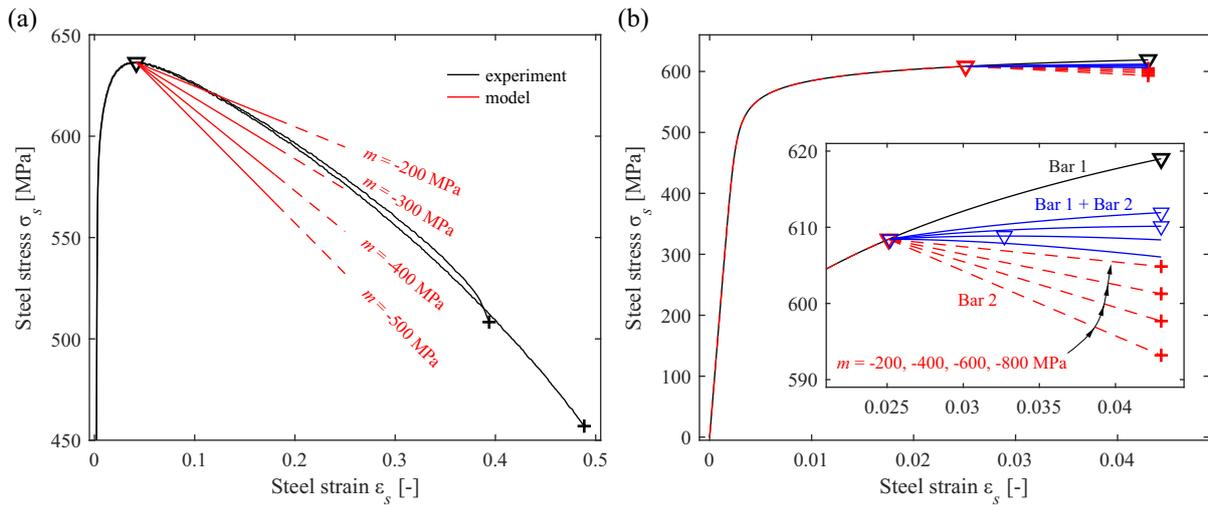 (a)
650
600
550
500
450
Steel stress σs [MPa]
0
0.1
0.2
0.3
0.4
0.5
Steel strain εs [-]
experiment
model
m = -200 MPa
m = -300 MPa
m = -400 MPa
m = -500 MPa
(b)
600
500
400
300
200
100
0
Steel stress σs [MPa]
0
0.01
0.02
0.03
0.04
Steel strain εs [-]
620
610
600
590
0.025
0.03
0.035
0.04
Bar 1
Bar 1 + Bar 2
Bar 2
m = -200, -400, -600, -800 MPa